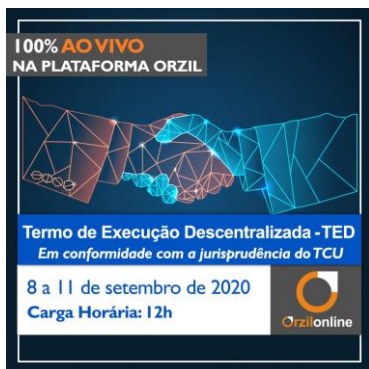 100% AO VIVO
NA PLATAFORMA ORZIL
Termo de Execução Descentralizada - TED
Em conformidade com a jurisprudência do TCU
8 a 11 de setembro de 2020
Carga Horária: 12h
Orzilonline